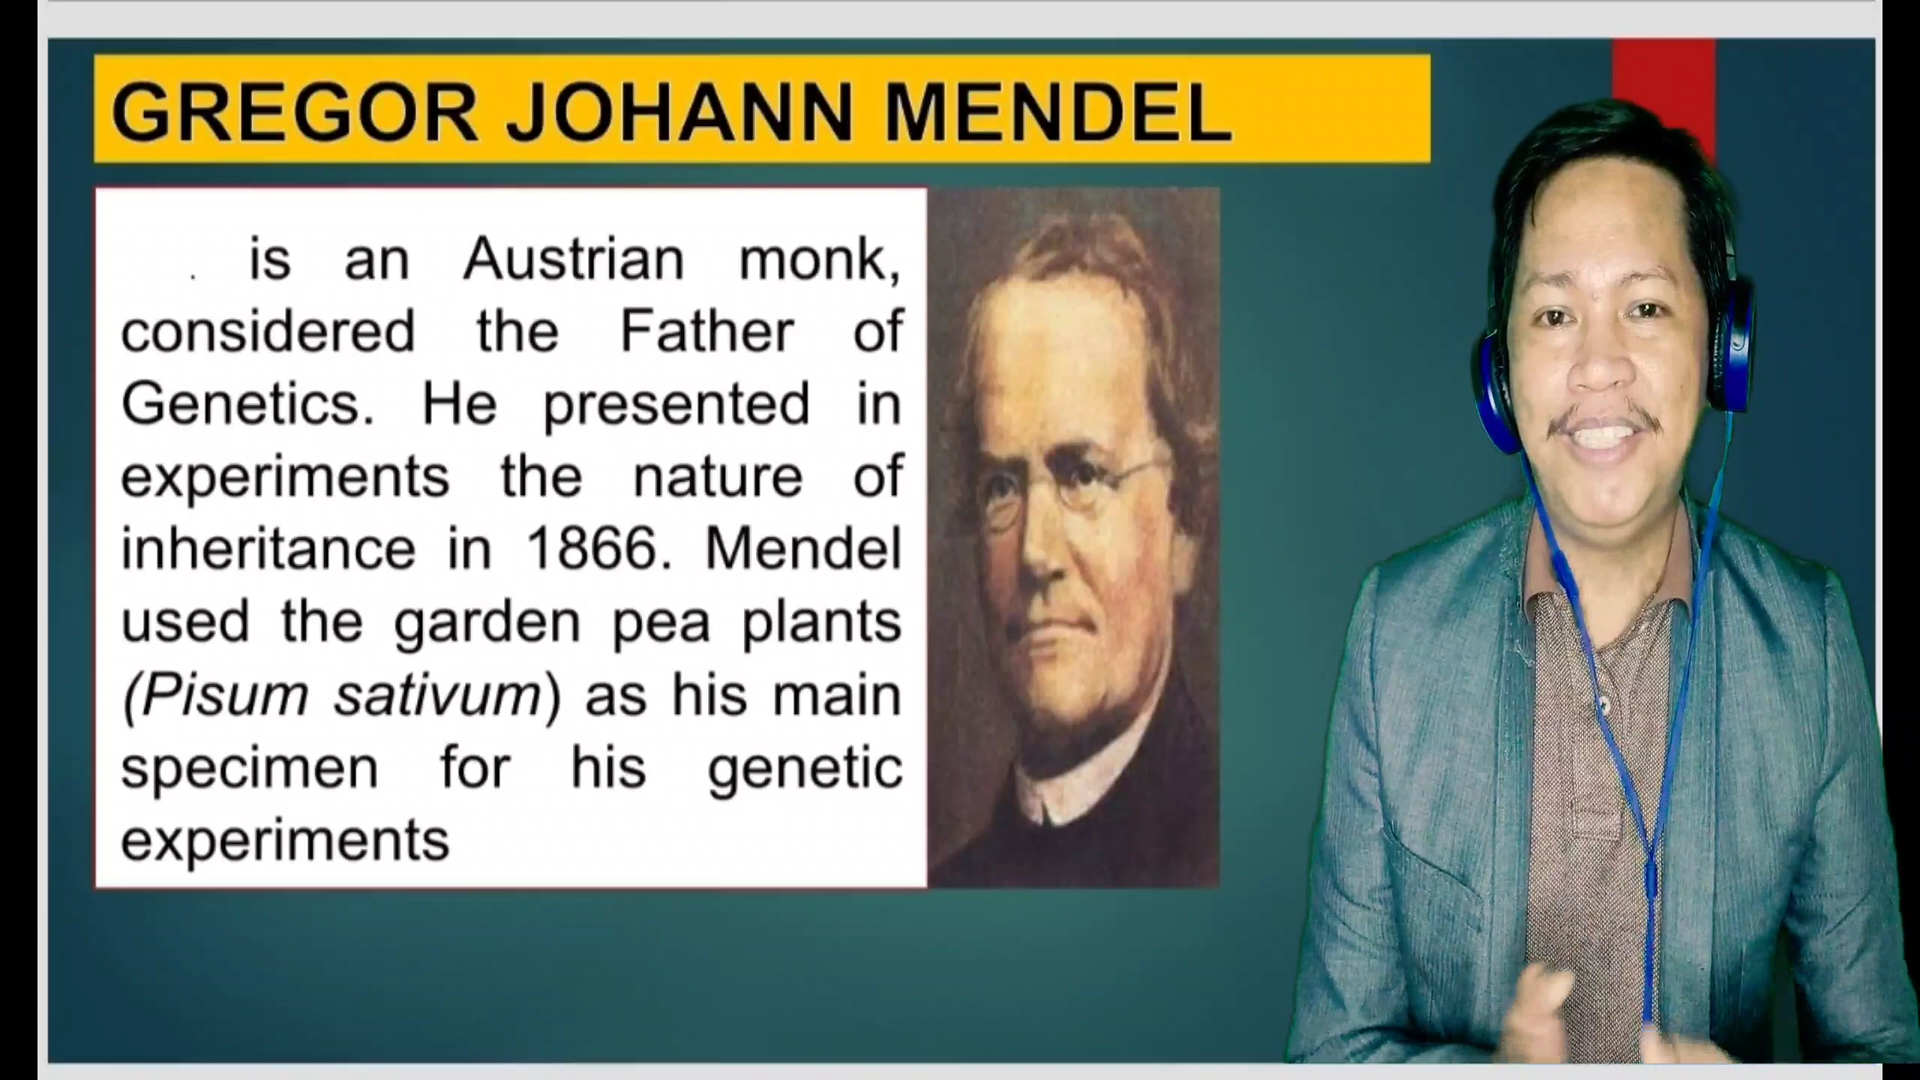 GREGOR JOHANN MENDEL
. is an Austrian monk,
considered the Father of
Genetics. He presented in
experiments the nature of
inheritance in 1866. Mendel
used the garden pea plants
(Pisum sativum) as his main
specimen for his genetic
experiments